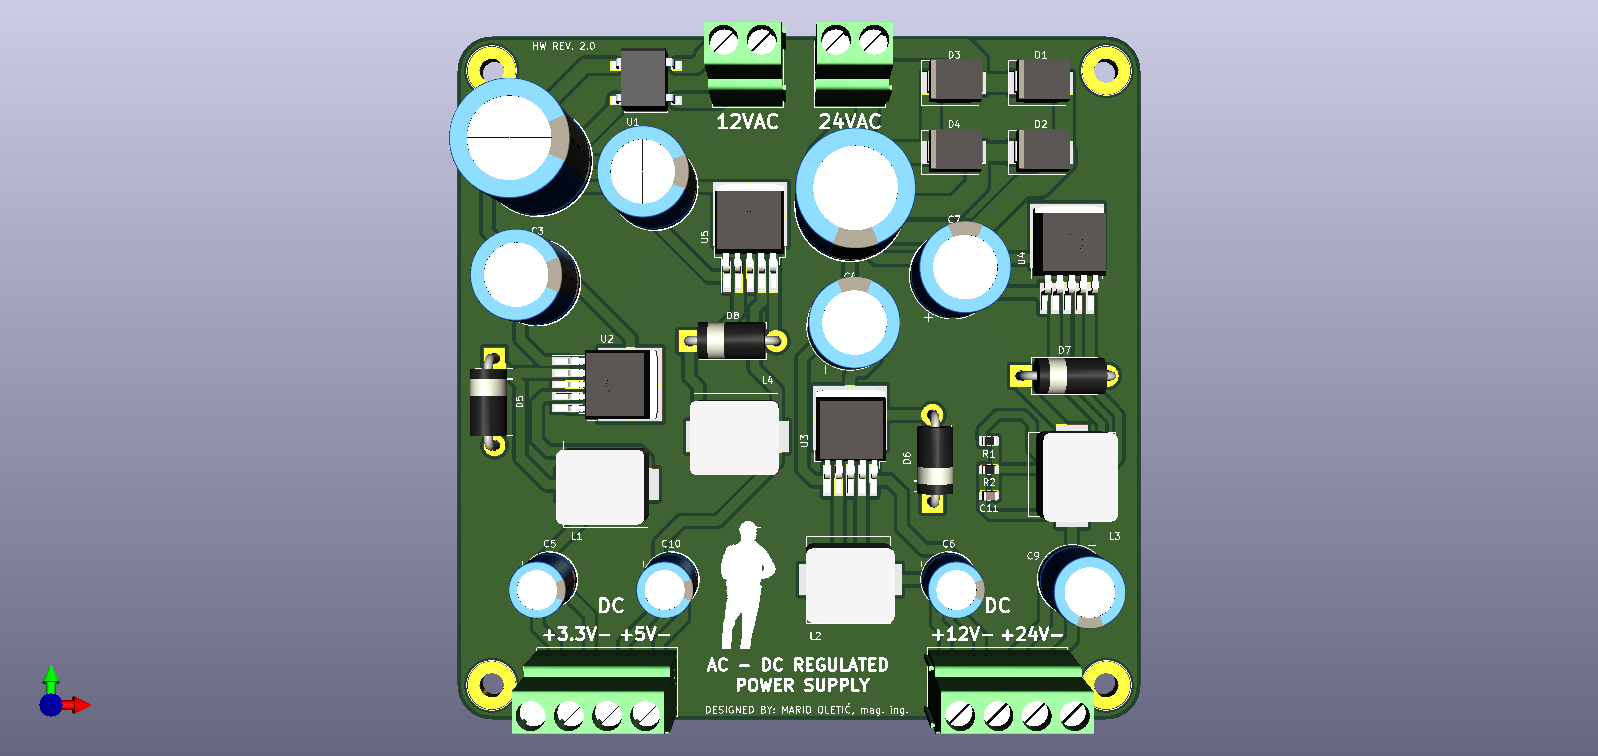 HW REV. 2.0
U1
12VAC
24VAC
D3
D1
D4
D2
C3
U5
C7
U4
+
U2
D8
D7
D5
L4
U3
D6
R1
R2
C11
L1
C5
C10
C6
C9
L3
DC
DC
+3.3V- +5V-
+12V- +24V-
L2
AC - DC REGULATED
POWER SUPPLY
DESIGNED BY: MARIO OLETIĆ, mag. ing.